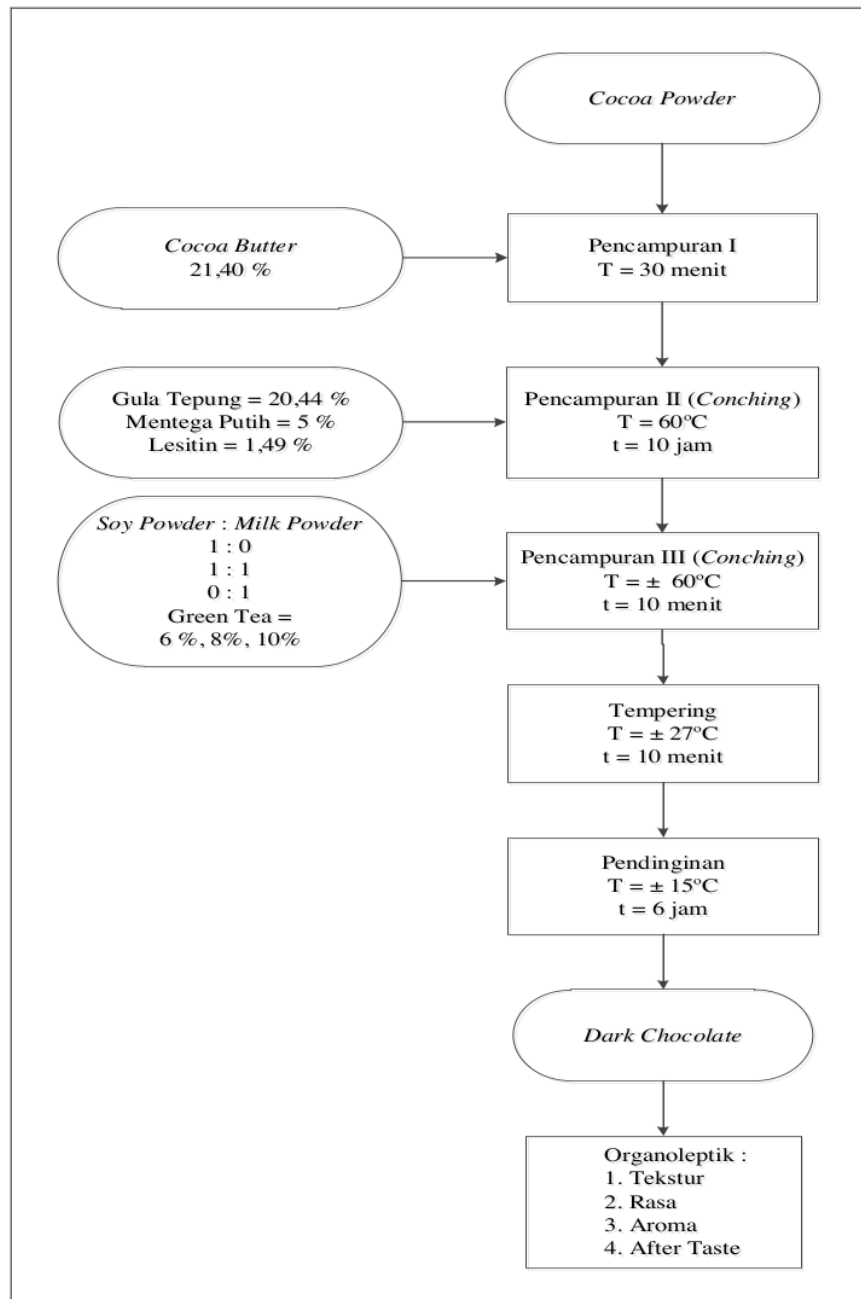 Cocoa Powder
Cocoa Butter
21,40 %
Pencampuran I
T = 30 menit
Gula Tepung = 20,44 %
Mentega Putih = 5 %
Lesitin = 1,49 %
Pencampuran II (Conching)
T = 60°C
t = 10 jam
Soy Powder : Milk Powder
1 : 0
1 : 1
0 : 1
Green Tea =
6 %, 8%, 10%
Pencampuran III (Conching)
T = ± 60°C
t = 10 menit
Tempering
T = ± 27°C
t = 10 menit
Pendinginan
T = ± 15°C
t = 6 jam
Dark Chocolate
Organoleptik :
1. Tekstur
2. Rasa
3. Aroma
4. After Taste